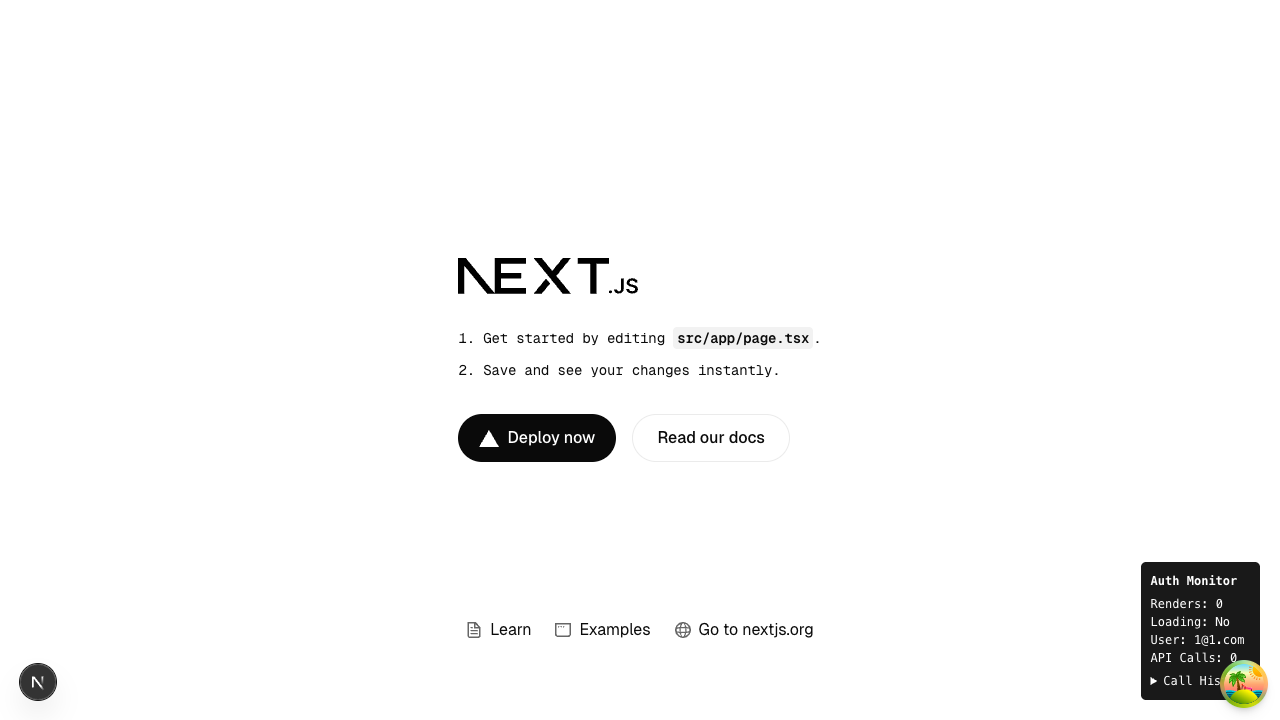 NEXT.JS
1. Get started by editing src/app/page.tsx.
2. Save and see your changes instantly.
Deploy now
Read our docs
Learn
Examples
Go to nextjs.org
N
Auth Monitor
Renders: 0
Loading: No
User: 1@1.com
API Calls: 0
Call His